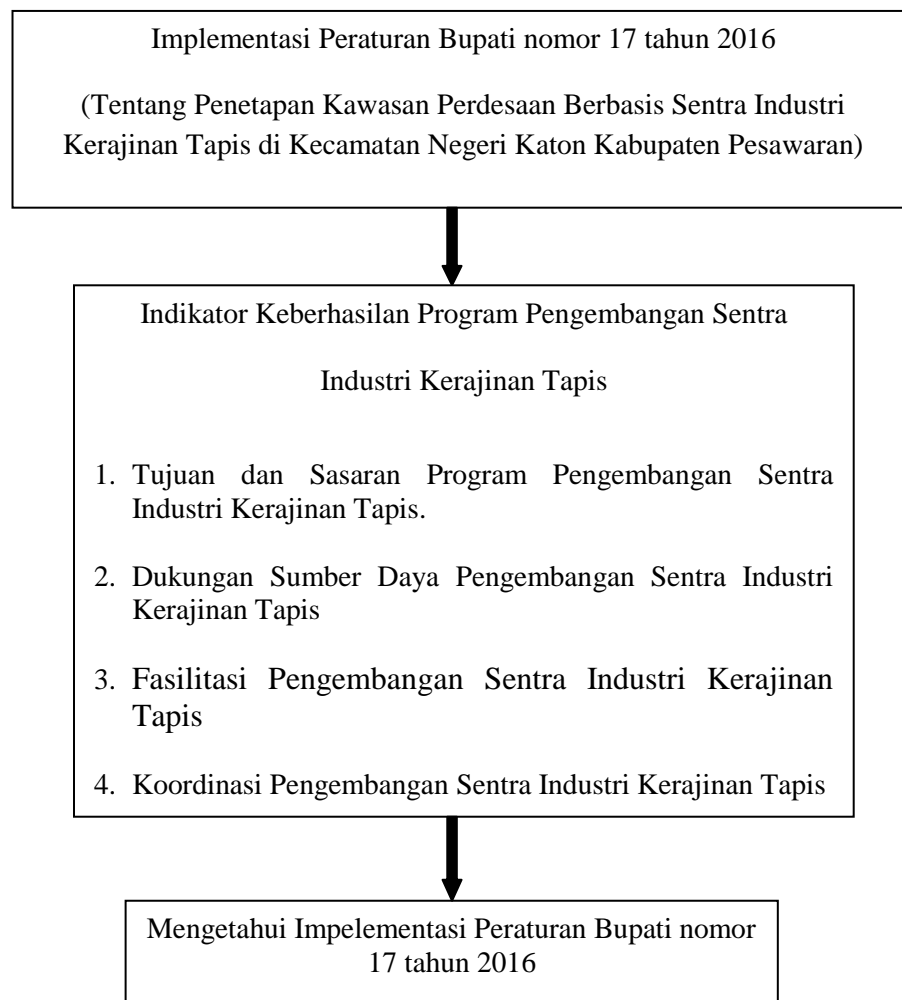 Implementasi Peraturan Bupati nomor 17 tahun 2016
(Tentang Penetapan Kawasan Perdesaan Berbasis Sentra Industri
Kerajinan Tapis di Kecamatan Negeri Katon Kabupaten Pesawaran)
Indikator Keberhasilan Program Pengembangan Sentra
Industri Kerajinan Tapis
1. Tujuan dan Sasaran Program Pengembangan Sentra
Industri Kerajinan Tapis.
2. Dukungan Sumber Daya Pengembangan Sentra Industri
Kerajinan Tapis
3. Fasilitasi Pengembangan Sentra Industri Kerajinan
Tapis
4. Koordinasi Pengembangan Sentra Industri Kerajinan Tapis
Mengetahui Impelementasi Peraturan Bupati nomor
17 tahun 2016